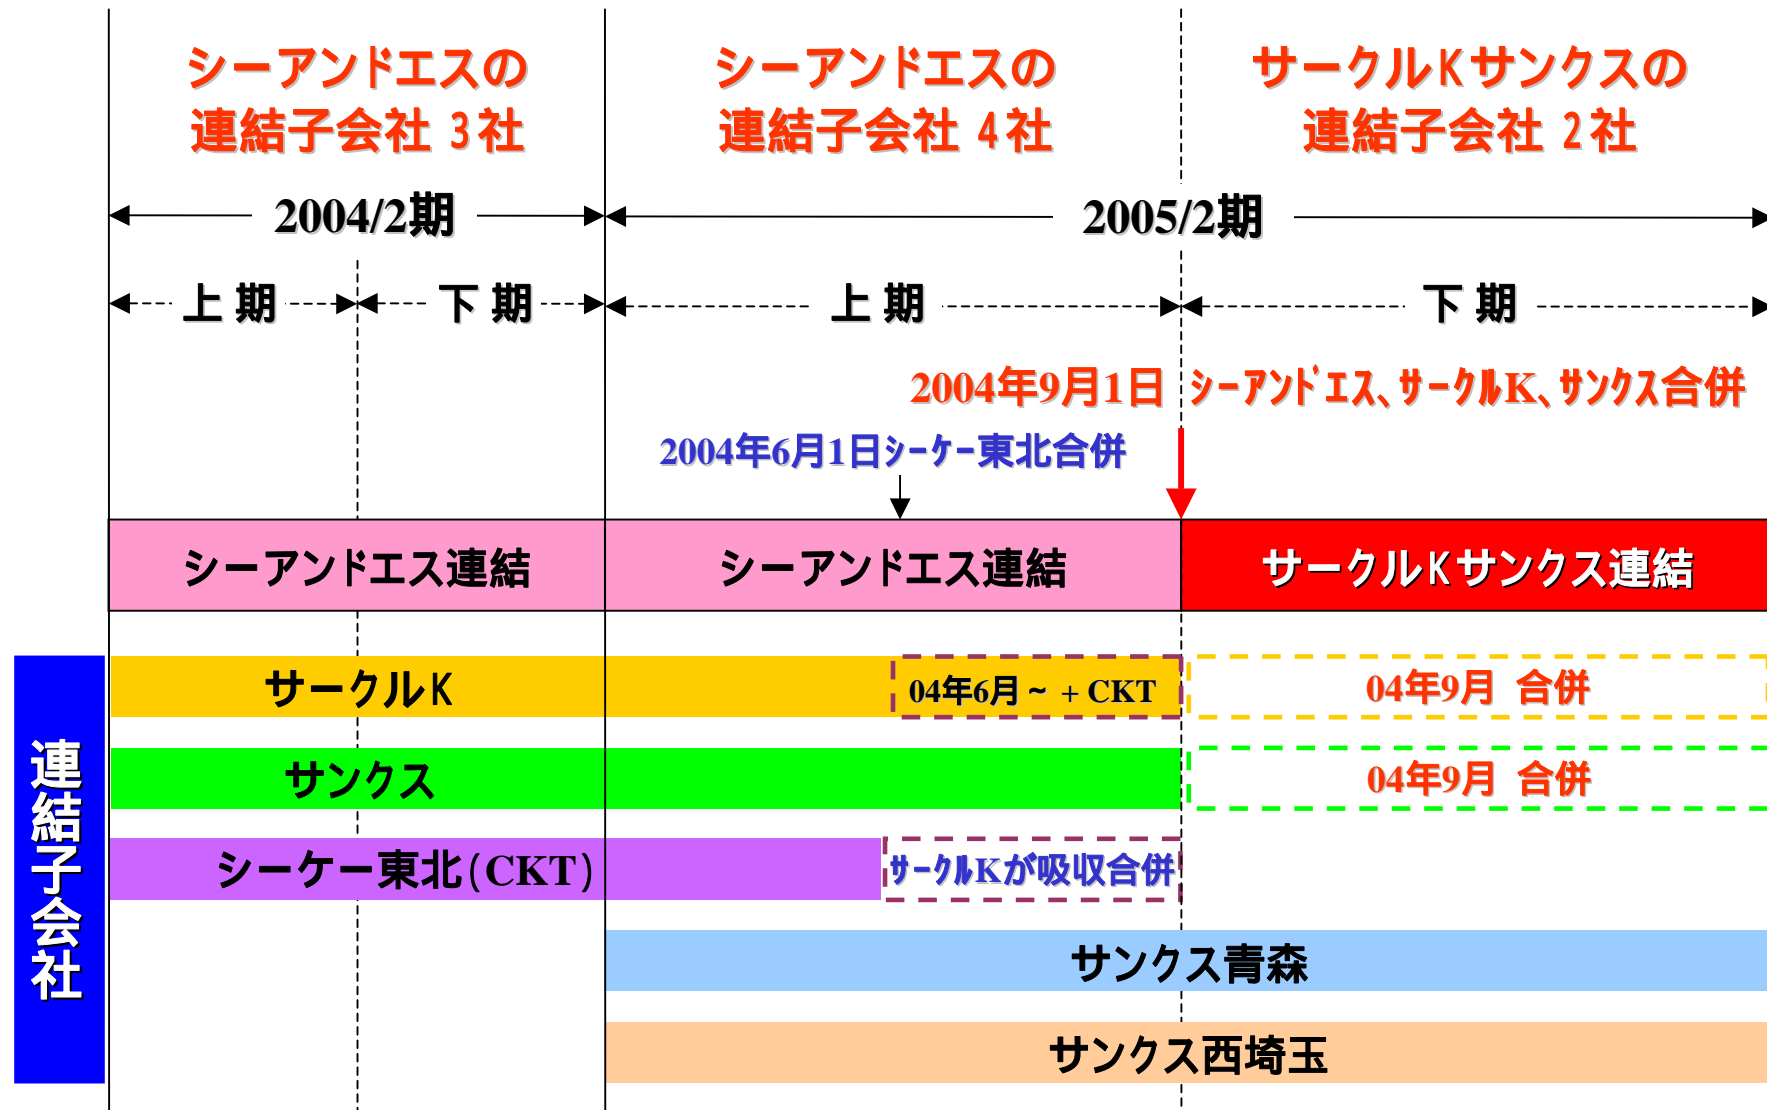 シーアンドエスの
連結子会社 3社
シーアンドエスの
連結子会社 4社
サークルKサンクスの
連結子会社 2社
2004/2期
2005/2期
上期
下期
上期
下期
2004年9月1日 ｼｰｱﾝﾄﾞｴｽ、ｻｰｸﾙK、ｻﾝｸｽ合併
2004年6月1日ｼｰｹｰ東北合併
シーアンドエス連結
シーアンドエス連結
サークルKサンクス連結
連結子会社
サークルK
04年6月~ + CKT
04年9月 合併
サンクス
04年9月 合併
シーケー東北(CKT)
ｻｰｸﾙKが吸収合併
サンクス青森
サンクス西埼玉